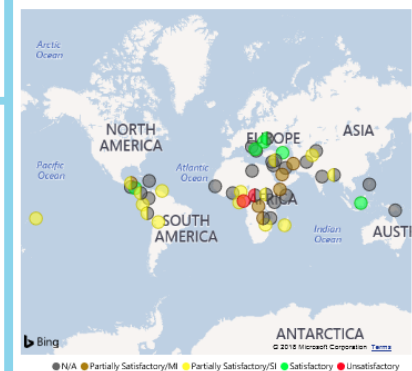 Arctic
Ocean
NORTH
AMERICA
EUROPE
ASIA
Pacific
Ocean
Atlantic
Ocean
AFRICA
SOUTH
AMERICA
Indian
Ocean
AUSTI
ANTARCTICA
Bing
© 2018 Microsoft Corporation Terms
N/A Partially Satisfactory/MI Partially Satisfactory/SI Satisfactory Unsatisfactory